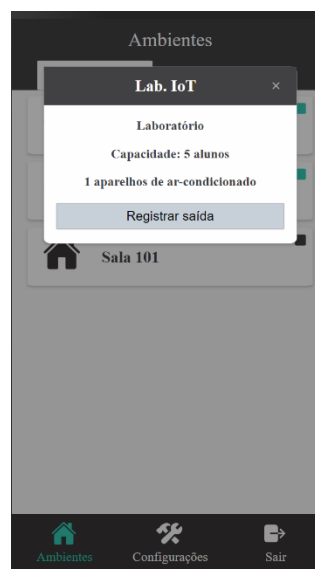 Ambientes
Lab. IoT ×
Laboratório
Capacidade: 5 alunos
1 aparelhos de ar-condicionado
Registrar saída
Sala 101
Ambientes Configurações Sair